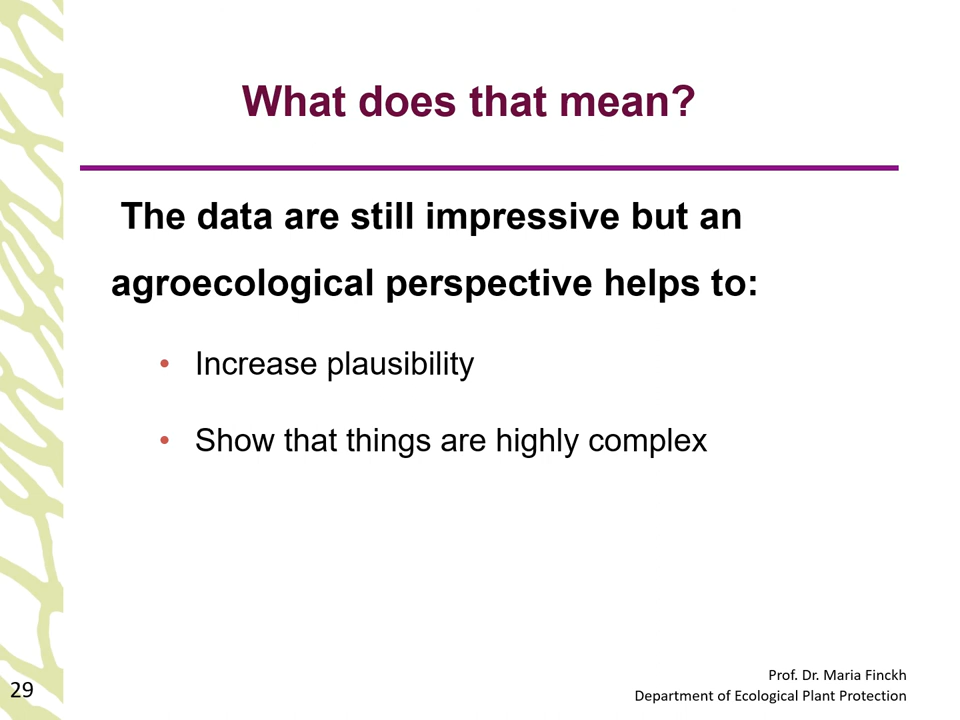 What does that mean?
The data are still impressive but an
agroecological perspective helps to:
• Increase plausibility
• Show that things are highly complex
Prof. Dr. Maria Finckh
Department of Ecological Plant Protection
29